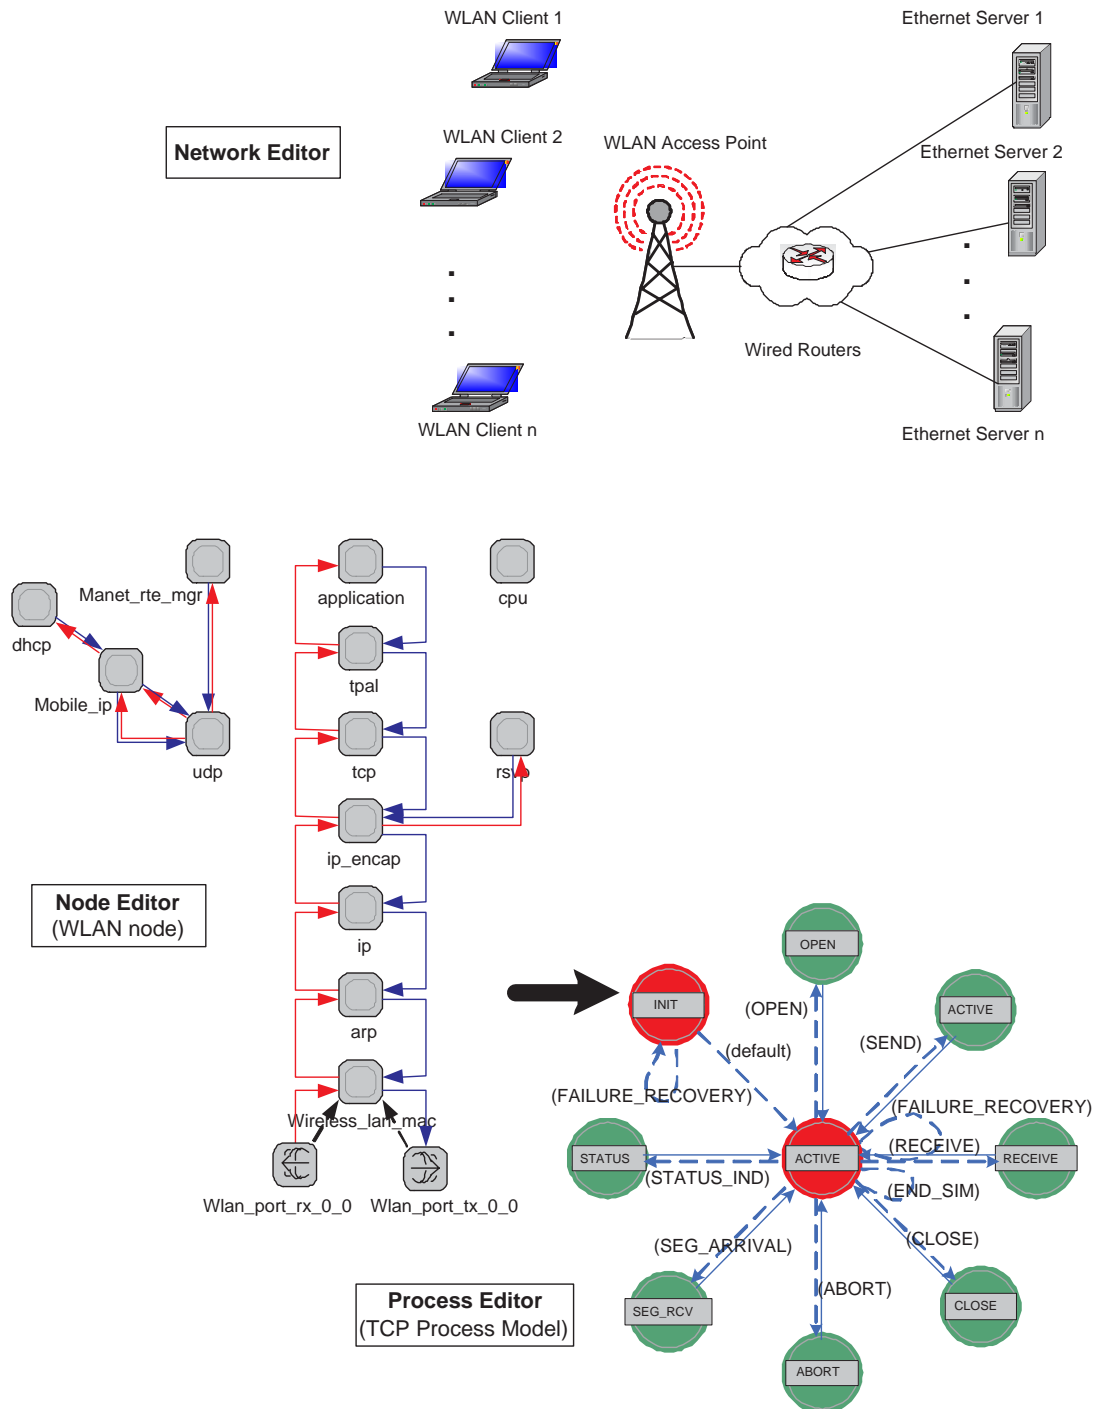 WLAN Client 1
Ethernet Server 1
Network Editor
WLAN Client 2
WLAN Access Point
Ethernet Server 2
Wired Routers
WLAN Client n
Ethernet Server n
Manet_rte_mgr
application
cpu
dhcp
tpal
Mobile_ip
udp
tcp
rsvp
ip_encap
Node Editor
(WLAN node)
ip
OPEN
INIT
ACTIVE
(OPEN)
arp
(SEND)
(default)
(FAILURE_RECOVERY)
(FAILURE_RECOVERY)
Wireless_lan_mac
(RECEIVE)
STATUS
ACTIVE
RECEIVE
(STATUS_IND)
(END_SIM)
Wlan_port_rx_0_0
Wlan_port_tx_0_0
(SEG_ARRIVAL)
(CLOSE)
(ABORT)
Process Editor
(TCP Process Model)
SEG_RCV
CLOSE
ABORT